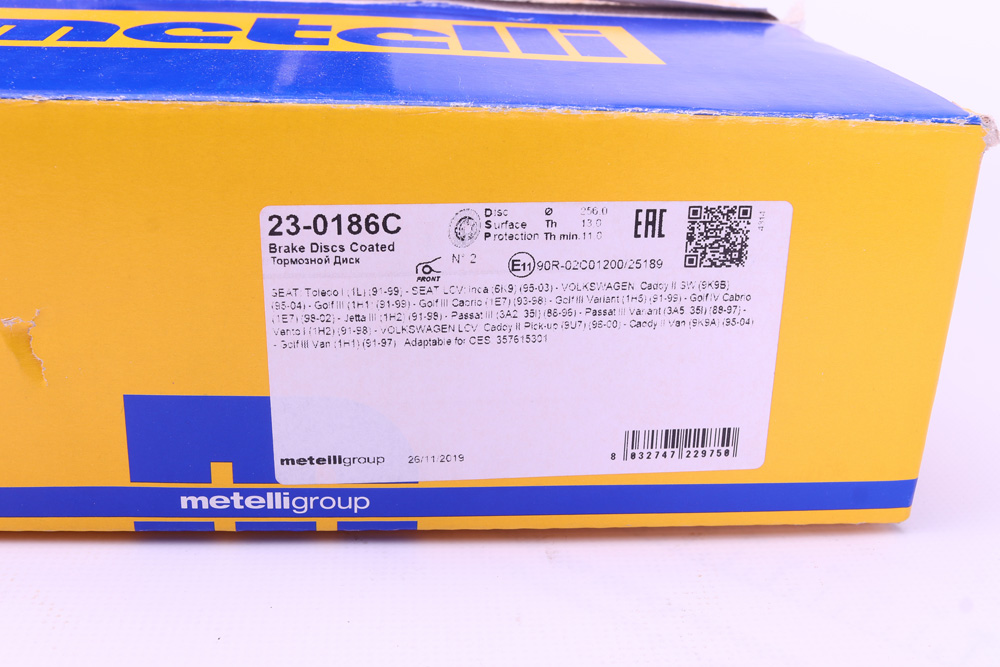 metelli
23-0186C
Brake Discs Coated
Тормозной Диск
Disc Ø 256.0
Surface Th 13.0
Protection Th min. 11.0
EAC
4314
FRONT
N° 2
E11 90R-02C01200/25189
SEAT: Toledo I (1L) (91-99) - SEAT LCV: Inca (6K9) (95-03) - VOLKSWAGEN: Caddy II SW (9K9B)
(95-04) - Golf III (1H1) (91-99) - Golf III Cabrio (1E7) (93-98) - Golf III Variant (1H5) (91-99) - Golf IV Cabrio
(1E7) (98-02) - Jetta III (1H2) (91-99) - Passat III (3A2, 35I) (88-96) - Passat III Variant (3A5, 35I) (88-97) -
Vento I (1H2) (91-98) - VOLKSWAGEN LCV: Caddy II Pick-up (9U7) (96-00) - Caddy II Van (9K9A) (95-04)
- Golf III Van (1H1) (91-97) Adaptable for OES: 357615301
metelligroup
26/11/2019
8 032747 229750
metelligroup